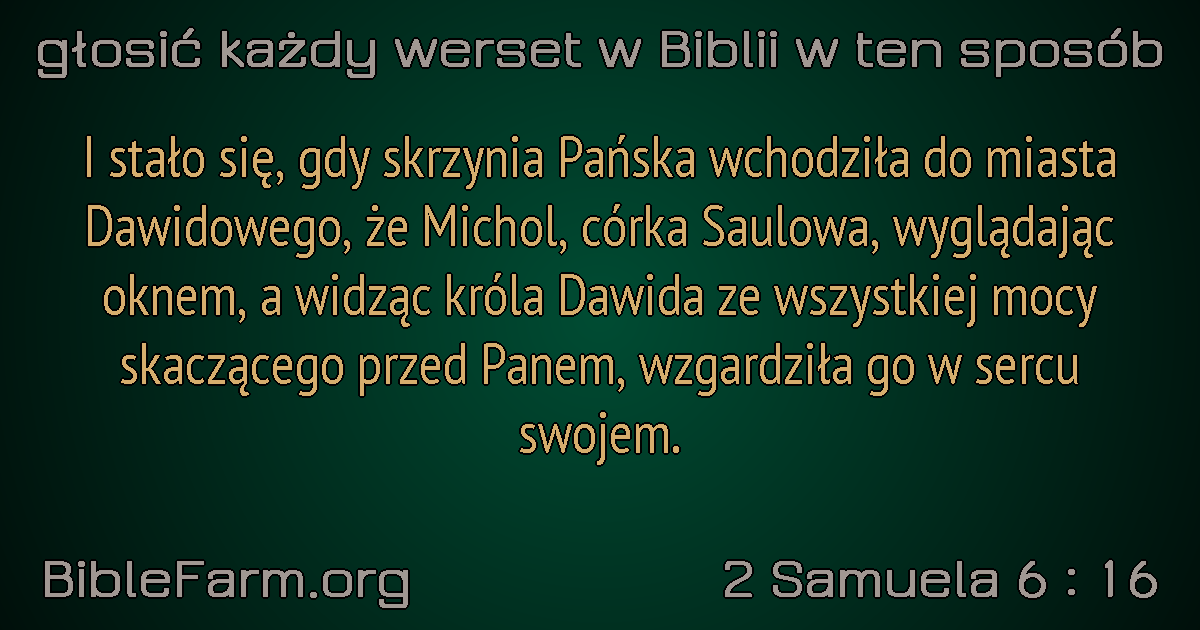 głosić każdy werset w Biblii w ten sposób
I stało się, gdy skrzynia Pańska wchodziła do miasta
Dawidowego, że Michol, córka Saulowa, wyglądając
oknem, a widząc króla Dawida ze wszystkiej mocy
skaczącego przed Panem, wzgardziła go w sercu
swojem.
BibleFarm.org
2 Samuela 6 : 16